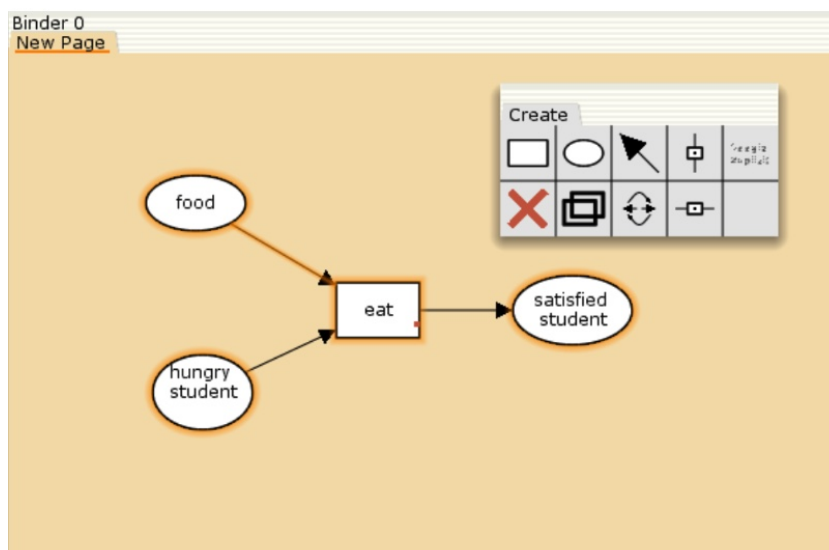 Binder 0
New Page
Create
food
eat
satisfied
student
hungry
student